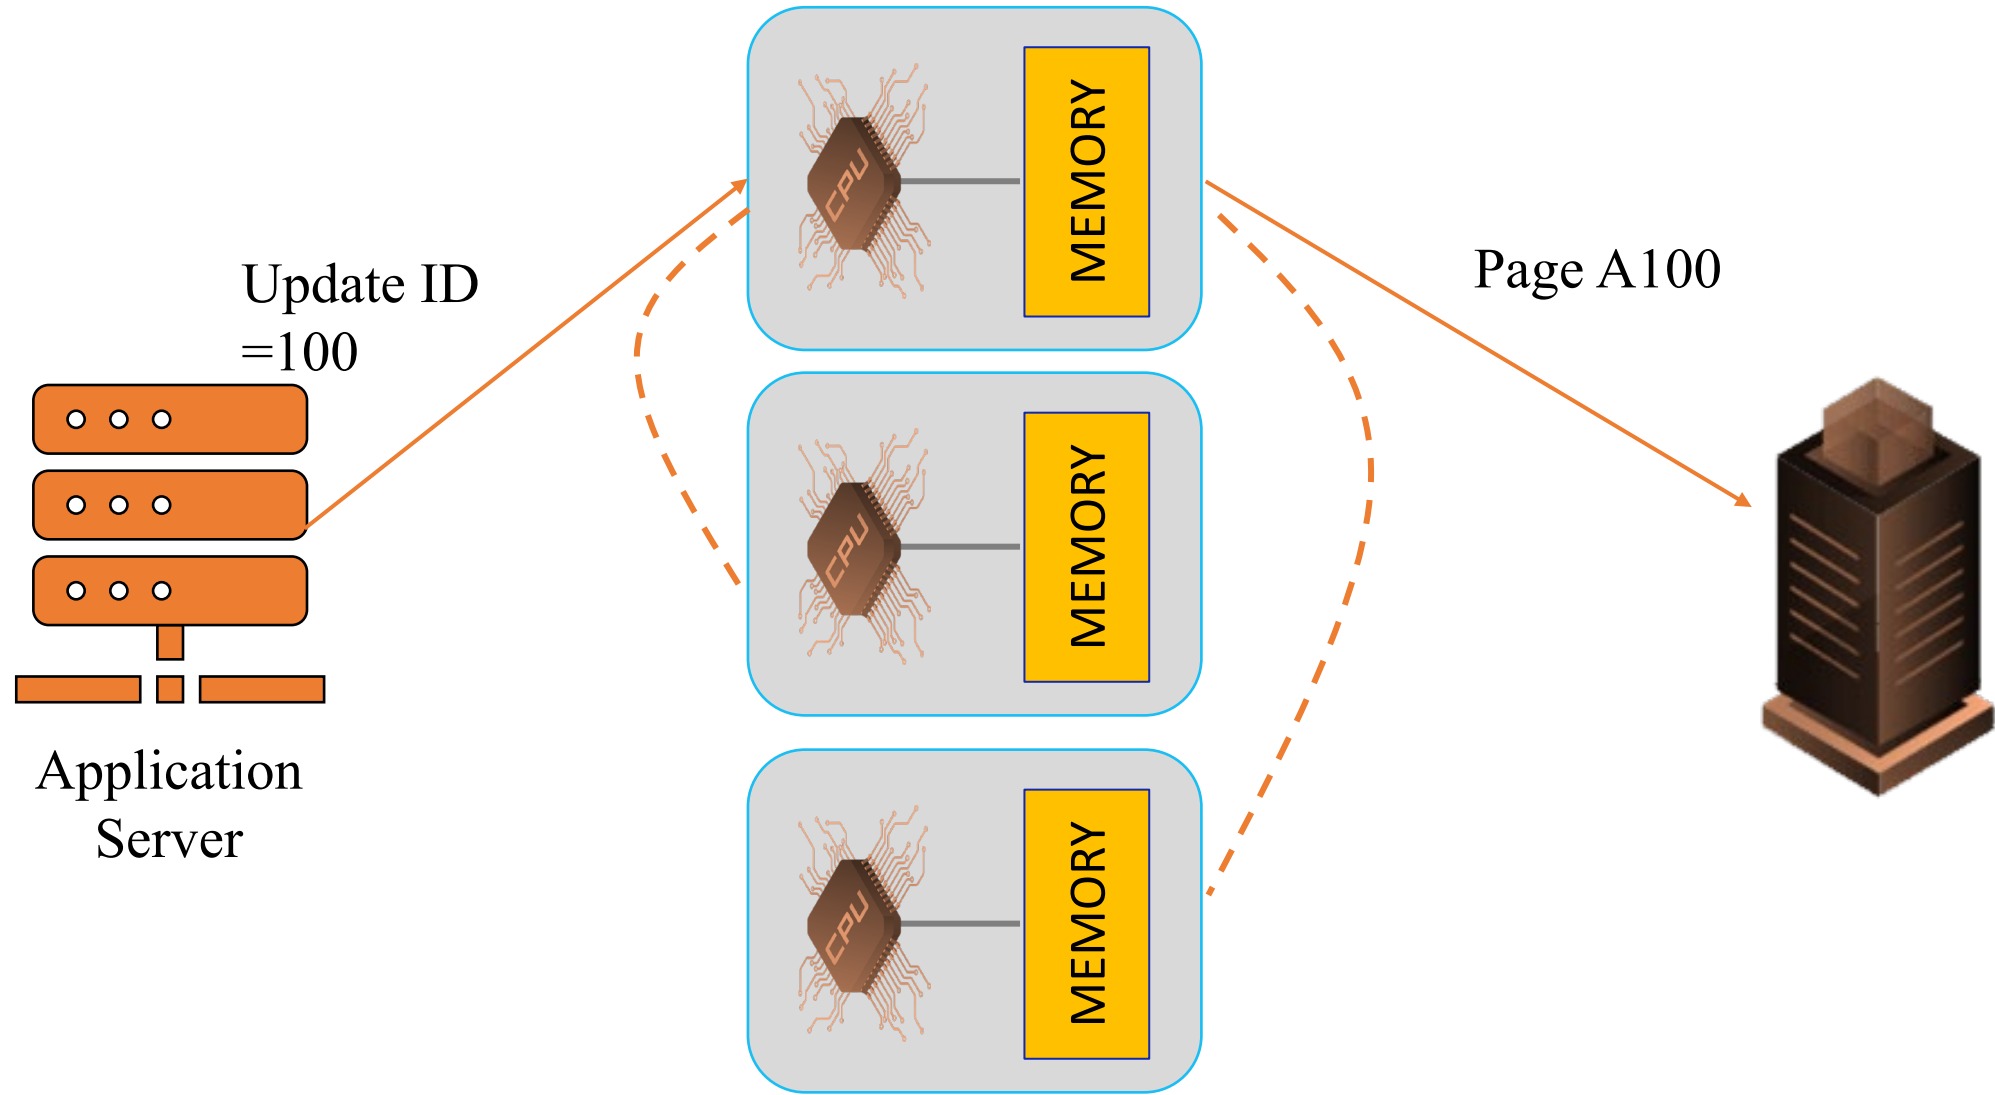 Update ID
=100
Application
Server
CPU
MEMORY
CPU
MEMORY
CPU
MEMORY
Page A100